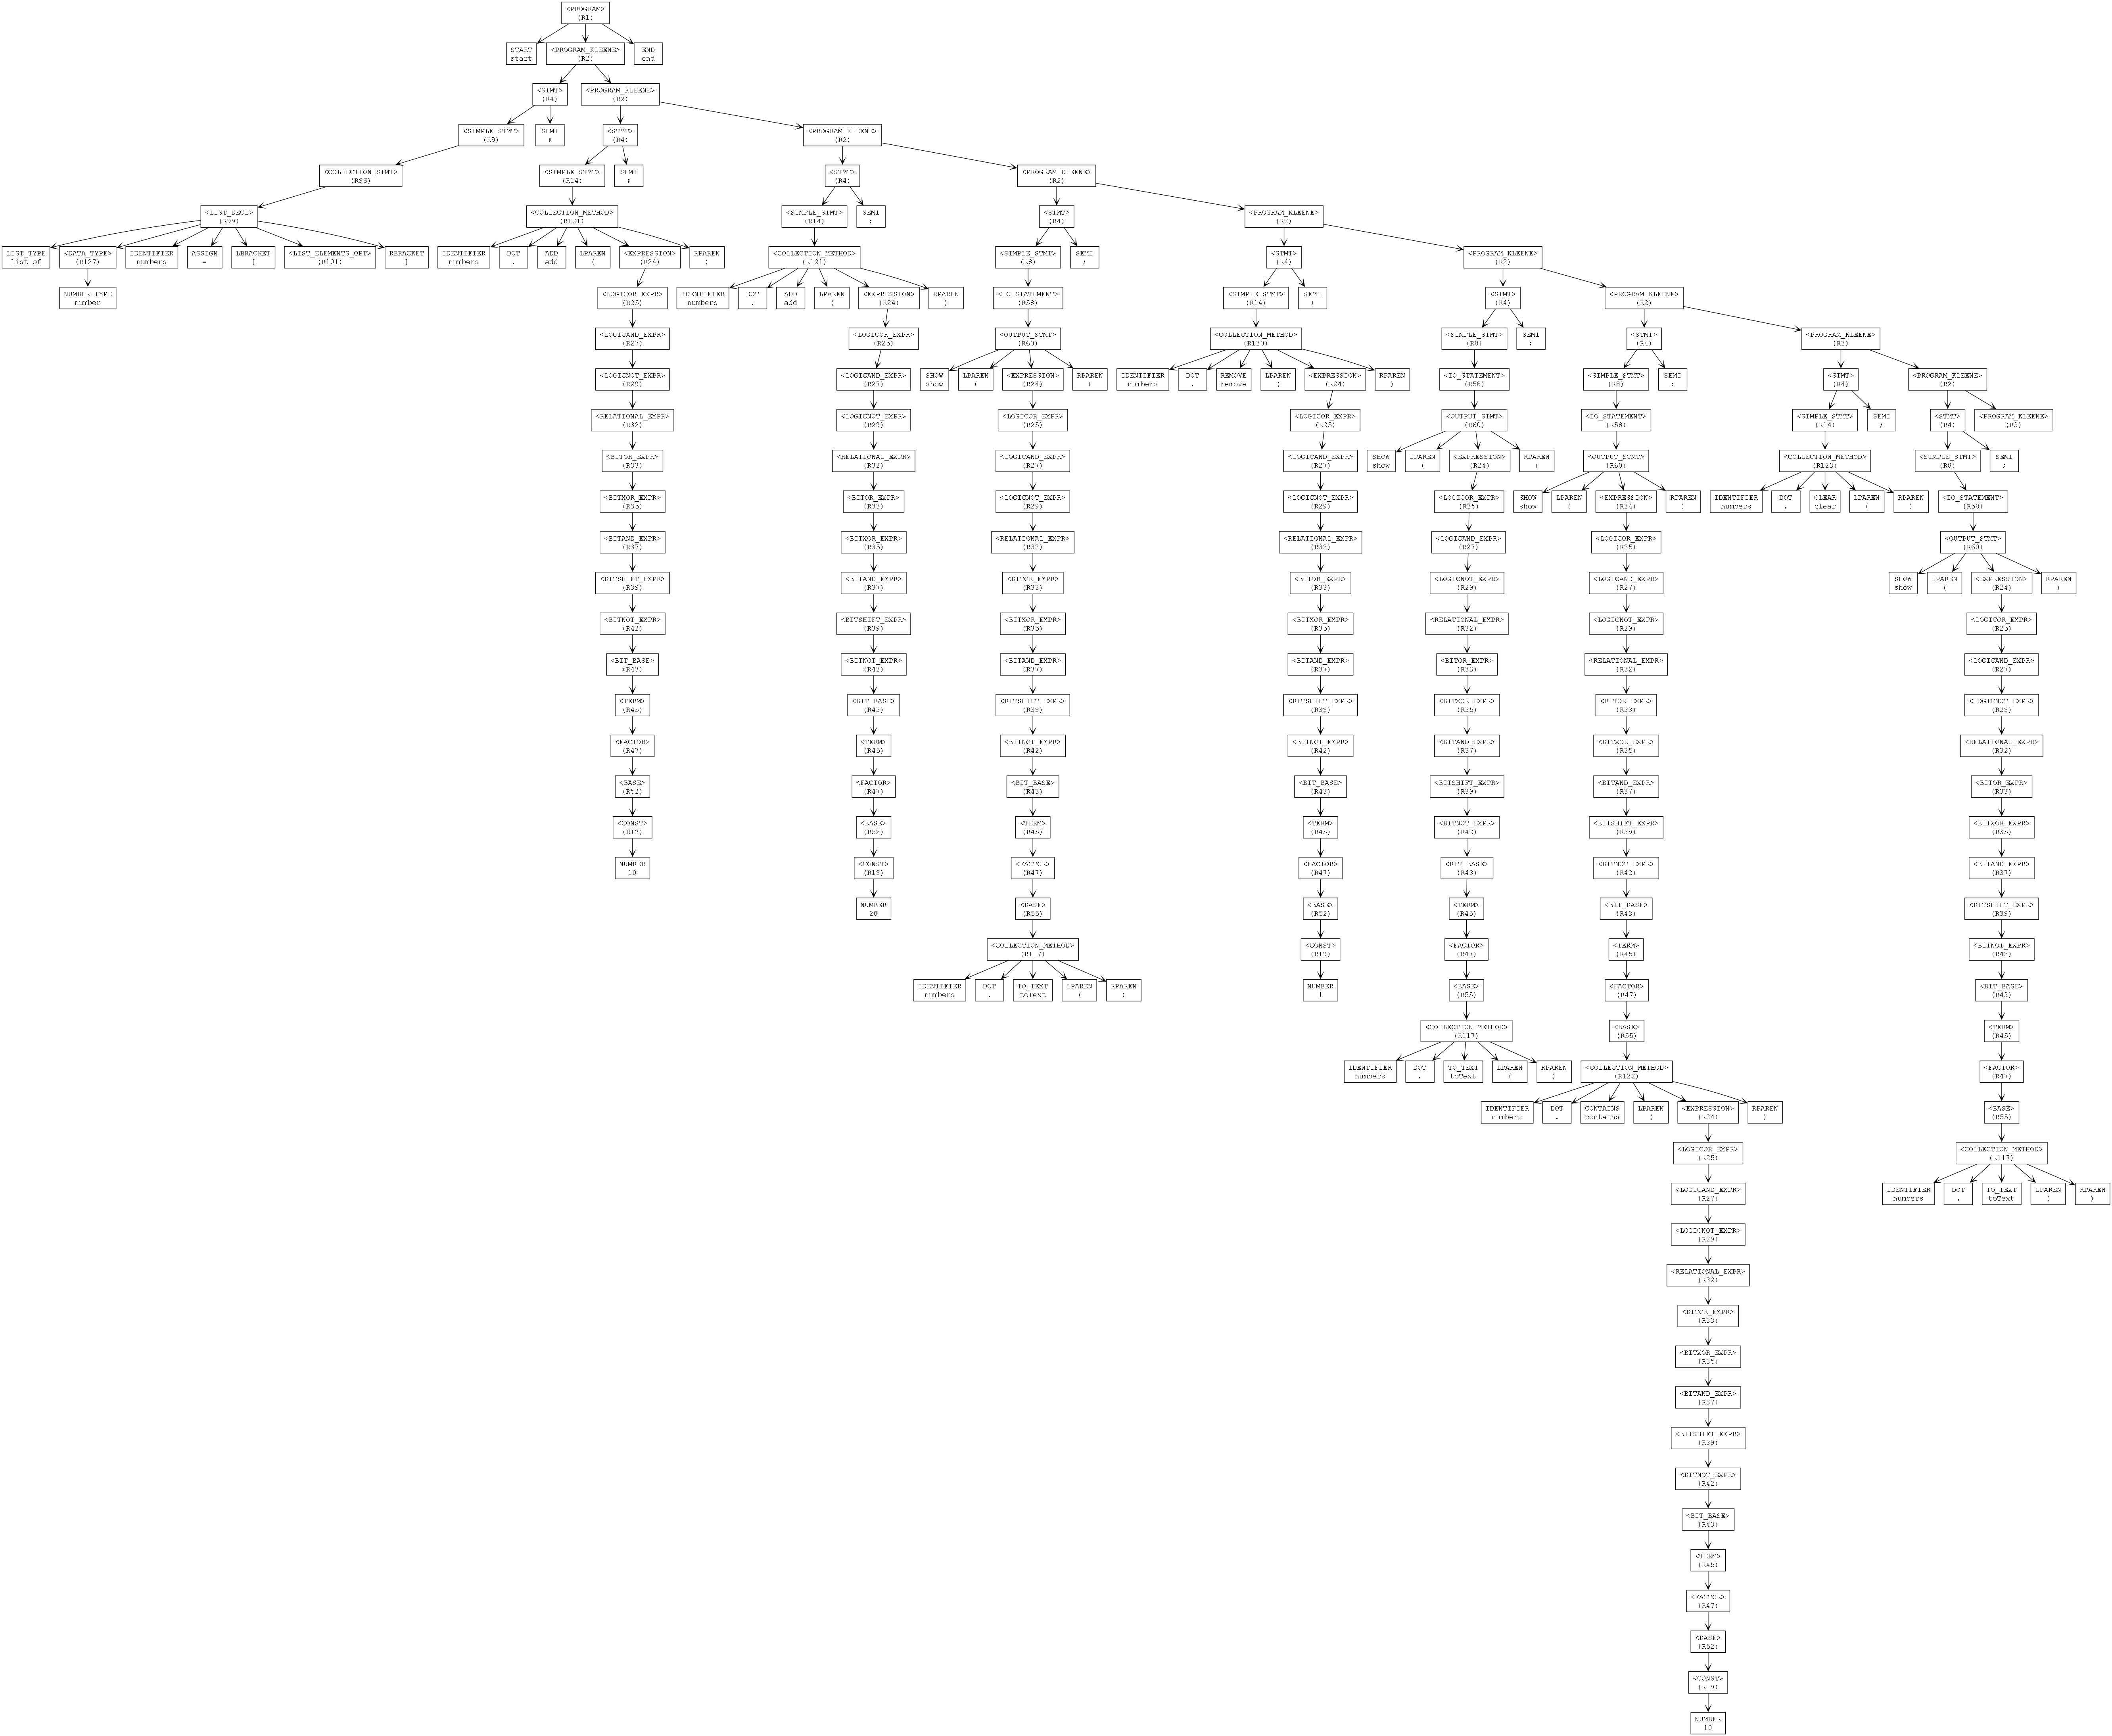 <PROGRAM>
(R1)
START <PROGRAM_KLEENE> END
start (R2) end
<STMT> <PROGRAM_KLEENE>
(R4) (R2)
<SIMPLE_STMT> SEMI <STMT> <PROGRAM_KLEENE>
(R9) ; (R4) (R2)
<COLLECTION_STMT> <SIMPLE_STMT> SEMI <STMT> <PROGRAM_KLEENE>
(R96) (R14) ; (R4) (R2)
<LIST_DECL> <COLLECTION_METHOD> <SIMPLE_STMT> SEMI <STMT> <PROGRAM_KLEENE>
(R99) (R121) (R14) ; (R4) (R2)
LIST_TYPE <DATA_TYPE> IDENTIFIER ASSIGN LBRACKET <LIST_ELEMENTS_OPT> RBRACKET IDENTIFIER DOT ADD LPAREN <EXPRESSION> RPAREN <COLLECTION_METHOD> <SIMPLE_STMT> SEMI <STMT> <PROGRAM_KLEENE>
list_of (R127) numbers = [ (R101) ] numbers . add ( (R24) ) (R121) (R8) ; (R4) (R2)
NUMBER_TYPE <LOGICOR_EXPR> IDENTIFIER DOT ADD LPAREN <EXPRESSION> RPAREN <IO_STATEMENT> <SIMPLE_STMT> SEMI <STMT> <PROGRAM_KLEENE>
number (R25) numbers . add ( (R24) ) (R58) (R14) ; (R4) (R2)
<LOGICAND_EXPR> <LOGICOR_EXPR> <OUTPUT_STMT> <COLLECTION_METHOD> <SIMPLE_STMT> SEMI <STMT> <PROGRAM_KLEENE>
(R27) (R25) (R60) (R120) (R8) ; (R4) (R2)
<LOGICNOT_EXPR> <LOGICAND_EXPR> SHOW LPAREN <EXPRESSION> RPAREN IDENTIFIER DOT REMOVE LPAREN <EXPRESSION> RPAREN <IO_STATEMENT> <SIMPLE_STMT> SEMI <STMT> <PROGRAM_KLEENE>
(R29) (R27) show ( (R24) ) numbers . remove ( (R24) ) (R58) (R8) ; (R4) (R2)
<RELATIONAL_EXPR> <LOGICNOT_EXPR> <LOGICOR_EXPR> <LOGICOR_EXPR> <OUTPUT_STMT> <IO_STATEMENT> <SIMPLE_STMT> SEMI <STMT> <PROGRAM_KLEENE>
(R32) (R29) (R25) (R25) (R60) (R58) (R14) ; (R4) (R3)
<BITOR_EXPR> <RELATIONAL_EXPR> <LOGICAND_EXPR> <LOGICAND_EXPR> SHOW LPAREN <EXPRESSION> RPAREN <OUTPUT_STMT> <COLLECTION_METHOD> <SIMPLE_STMT> SEMI
(R33) (R32) (R27) (R27) show ( (R24) ) (R60) (R123) (R8) ;
<BITXOR_EXPR> <BITOR_EXPR> <LOGICNOT_EXPR> <LOGICNOT_EXPR> <LOGICOR_EXPR> SHOW LPAREN <EXPRESSION> RPAREN IDENTIFIER DOT CLEAR LPAREN RPAREN <IO_STATEMENT>
(R35) (R33) (R29) (R29) (R25) show ( (R24) ) numbers . clear ( ) (R58)
<BITAND_EXPR> <BITXOR_EXPR> <RELATIONAL_EXPR> <RELATIONAL_EXPR> <LOGICAND_EXPR> <LOGICOR_EXPR> <OUTPUT_STMT>
(R37) (R35) (R32) (R32) (R27) (R25) (R60)
<BITSHIFT_EXPR> <BITAND_EXPR> <BITOR_EXPR> <BITOR_EXPR> <LOGICNOT_EXPR> <LOGICAND_EXPR> SHOW LPAREN <EXPRESSION> RPAREN
(R39) (R37) (R33) (R33) (R29) (R27) show ( (R24) )
<BITNOT_EXPR> <BITSHIFT_EXPR> <BITXOR_EXPR> <BITXOR_EXPR> <RELATIONAL_EXPR> <LOGICNOT_EXPR> <LOGICOR_EXPR>
(R42) (R39) (R35) (R35) (R32) (R29) (R25)
<BIT_BASE> <BITNOT_EXPR> <BITAND_EXPR> <BITAND_EXPR> <BITOR_EXPR> <RELATIONAL_EXPR> <LOGICAND_EXPR>
(R43) (R42) (R37) (R37) (R33) (R32) (R27)
<TERM> <BIT_BASE> <BITSHIFT_EXPR> <BITSHIFT_EXPR> <BITXOR_EXPR> <BITOR_EXPR> <LOGICNOT_EXPR>
(R45) (R43) (R39) (R39) (R35) (R33) (R29)
<FACTOR> <TERM> <BITNOT_EXPR> <BITNOT_EXPR> <BITAND_EXPR> <BITXOR_EXPR> <RELATIONAL_EXPR>
(R47) (R45) (R42) (R42) (R37) (R35) (R32)
<BASE> <FACTOR> <BIT_BASE> <BIT_BASE> <BITSHIFT_EXPR> <BITAND_EXPR> <BITOR_EXPR>
(R52) (R47) (R43) (R43) (R39) (R37) (R33)
<CONST> <BASE> <TERM> <TERM> <BITNOT_EXPR> <BITSHIFT_EXPR> <BITXOR_EXPR>
(R19) (R52) (R45) (R45) (R42) (R39) (R35)
NUMBER <CONST> <FACTOR> <FACTOR> <BIT_BASE> <BITNOT_EXPR> <BITAND_EXPR>
10 (R19) (R47) (R47) (R43) (R42) (R37)
NUMBER <BASE> <BASE> <TERM> <BIT_BASE> <BITSHIFT_EXPR>
20 (R55) (R52) (R45) (R43) (R39)
<COLLECTION_METHOD> <CONST> <FACTOR> <TERM> <BITNOT_EXPR>
(R117) (R19) (R47) (R45) (R42)
IDENTIFIER DOT TO_TEXT LPAREN RPAREN NUMBER <BASE> <FACTOR> <BIT_BASE>
numbers . toText ( ) 1 (R55) (R47) (R43)
<COLLECTION_METHOD> <BASE> <TERM>
(R117) (R55) (R45)
IDENTIFIER DOT TO_TEXT LPAREN RPAREN <COLLECTION_METHOD> <FACTOR>
numbers . toText ( ) (R122) (R47)
IDENTIFIER DOT CONTAINS LPAREN <EXPRESSION> RPAREN <BASE>
numbers . contains ( (R24) ) (R55)
<LOGICOR_EXPR> <COLLECTION_METHOD>
(R25) (R117)
<LOGICAND_EXPR> IDENTIFIER DOT TO_TEXT LPAREN RPAREN
(R27) numbers . toText ( )
<LOGICNOT_EXPR>
(R29)
<RELATIONAL_EXPR>
(R32)
<BITOR_EXPR>
(R33)
<BITXOR_EXPR>
(R35)
<BITAND_EXPR>
(R37)
<BITSHIFT_EXPR>
(R39)
<BITNOT_EXPR>
(R42)
<BIT_BASE>
(R43)
<TERM>
(R45)
<FACTOR>
(R47)
<BASE>
(R52)
<CONST>
(R19)
NUMBER
10